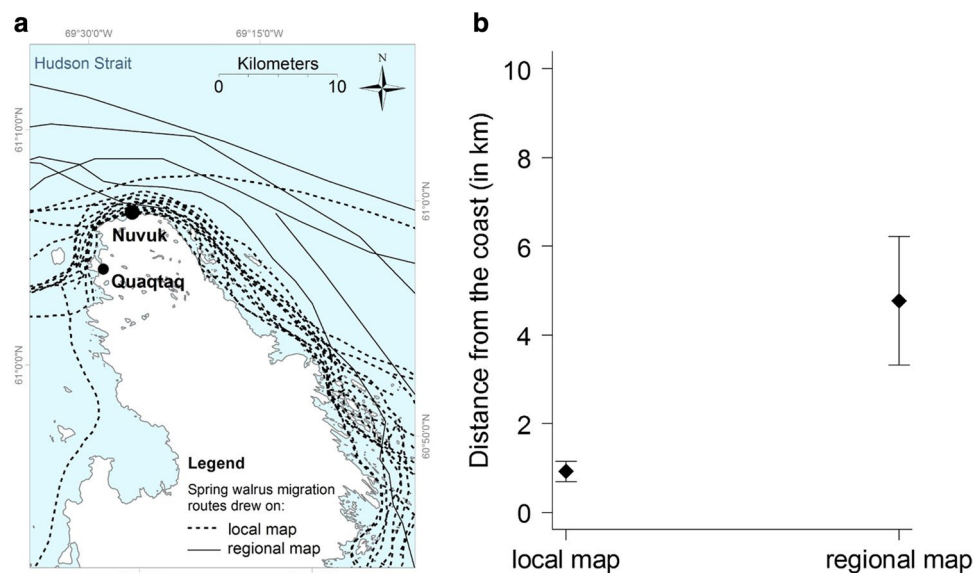 a
69°30'0"W
69°15'0"W
Hudson Strait
Kilometers
0
10
N
61°10'0"N
61°0'0"N
61°0'0"N
60°50'0"N
Nuvuk
Quaqtaq
Legend
Spring walrus migration
routes drew on:
local map
regional map
b
Distance from the coast (in km)
10
8
6
4
2
0
local map
regional map